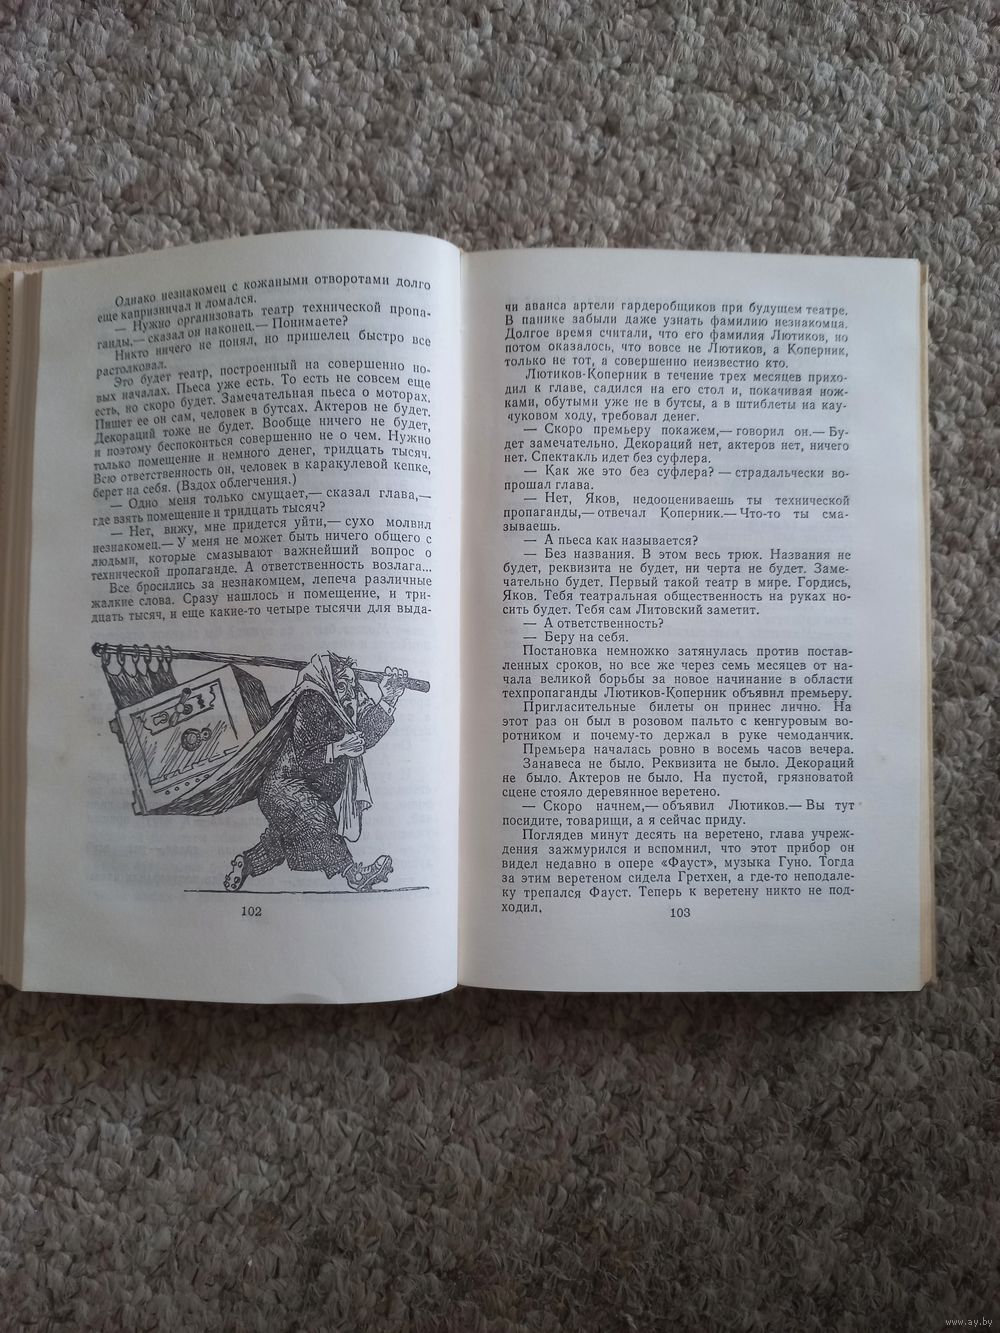 Однако незнакомец с кожаными отворотами долго
еще капризничал и ломался.
— Нужно организовать театр технической пропа-
ганды,— сказал он наконец.— Понимаете?
Никто ничего не понял, но пришелец быстро все
растолковал.
Это будет театр, построенный на совершенно но-
вых началах. Пьеса уже есть. То есть не совсем еще
есть, но скоро будет. Замечательная пьеса о моторах.
Пишет ее он сам, человек в бутсах. Актеров не будет.
Декораций тоже не будет. Вообще ничего не будет,
и поэтому беспокоиться совершенно не о чем. Нужно
только помещение и немного денег, тридцать тысяч.
Всю ответственность он, человек в каракулевой кепке,
берет на себя. (Вздох облегчения.)
— Одно меня только смущает,— сказал глава,—
где взять помещение и тридцать тысяч?
— Нет, вижу, мне придется уйти,— сухо молвил
незнакомец.— У меня не может быть ничего общего с
людьми, которые смазывают важнейший вопрос о
технической пропаганде. А ответственность возлага...
Все бросились за незнакомцем, лепеча различные
жалкие слова. Сразу нашлось и помещение, и три-
дцать тысяч, и еще какие-то четыре тысячи для выда-
102
чи аванса артели гардеробщиков при будущем театре.
В панике забыли даже узнать фамилию незнакомца.
Долгое время считали, что его фамилия Лютиков, но
потом оказалось, что вовсе не Лютиков, а Коперник,
только не тот, а совершенно неизвестно кто.
Лютиков-Коперник в течение трех месяцев прихо-
дил к главе, садился на его стол и, покачивая нож-
ками, обутыми уже не в бутсы, а в штиблеты на кау-
чуковом ходу, требовал денег.
— Скоро премьеру покажем,— говорил он.— Бу-
дет замечательно. Декораций нет, актеров нет, ничего
нет. Спектакль идет без суфлера.
— Как же это без суфлера? — страдальчески во-
прошал глава.
— Нет, Яков, недооцениваешь ты технической
пропаганды,— отвечал Коперник.— Что-то ты сма-
зываешь.
— А пьеса как называется?
— Без названия. В этом весь трюк. Названия не
будет, реквизита не будет, ни черта не будет. Заме-
чательно будет. Первый такой театр в мире. Гордись,
Яков. Тебя театральная общественность на руках но-
сить будет. Тебя сам Литовский заметит.
— А ответственность?
— Беру на себя.
Постановка немножко затянулась против постав-
ленных сроков, но все же через семь месяцев от на-
чала великой борьбы за новое начинание в области
техпропаганды Лютиков-Коперник объявил премьеру.
Пригласительные билеты он принес лично. На
этот раз он был в розовом пальто с кенгуровым во-
ротником и почему-то держал в руке чемоданчик.
Премьера началась ровно в восемь часов вечера.
Занавеса не было. Реквизита не было. Декораций
не было. Актеров не было. На пустой, грязноватой
сцене стояло деревянное веретено.
— Скоро начнем,— объявил Лютиков.— Вы тут
посидите, товарищи, а я сейчас приду.
Поглядев минут десять на веретено, глава учреж-
дения зажмурился и вспомнил, что этот прибор он
видел недавно в опере «Фауст», музыка Гуно. Тогда
за этим веретеном сидела Гретхен, а где-то неподале-
ку трепался Фауст. Теперь к веретену никто не под-
ходил.
103
www.ay.by